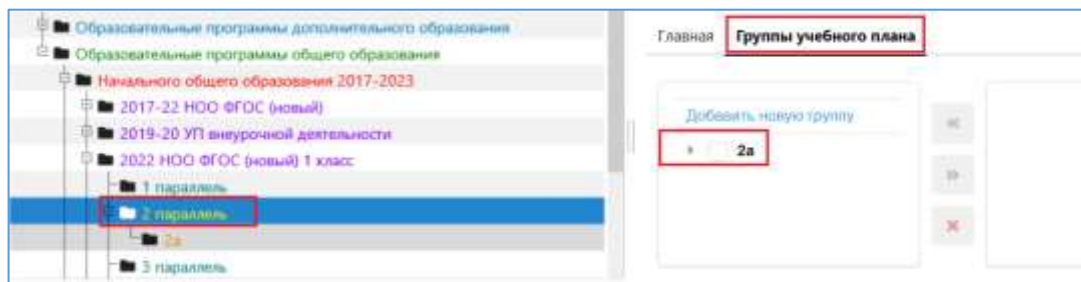 Образовательные программы дополнительного образования
Образовательные программы общего образования
Начального общего образования 2017-2023
2017-22 НОО ФГОС (новый)
2019-20 УП внеурочной деятельности
2022 НОО ФГОС (новый) 1 класс
1 параллель
2 параллель
2а
3 параллель
Главная Группы учебного плана
Добавить новую группу
2а